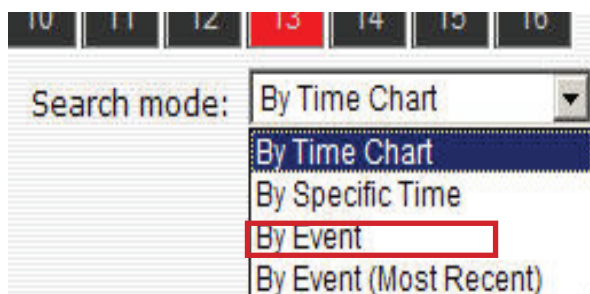 10 11 12 13 14 15 16
Search mode: By Time Chart
By Time Chart
By Specific Time
By Event
By Event (Most Recent)